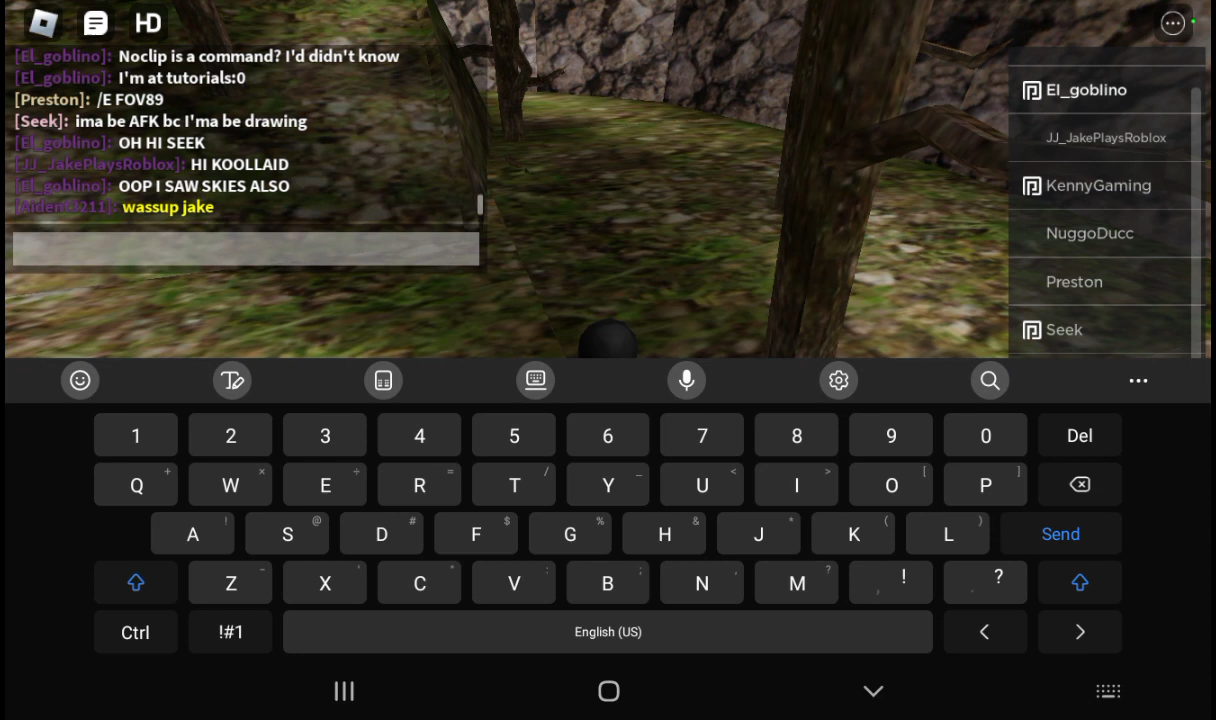 HD
[El_goblino]: Noclip is a command? I'd didn't know
[El_goblino]: I'm at tutorials:0
[Preston]: /E FOV89
[Seek]: ima be AFK bc I'ma be drawing
[El_goblino]: OH HI SEEK
[JJ_JakePlaysRoblox]: HI KOOLLAID
[El_goblino]: OOP I SAW SKIES ALSO
wassup jake
El_goblino
JJ_JakePlaysRoblox
KennyGaming
NuggoDucc
Preston
Seek
1 2 3 4 5 6 7 8 9 0 Del
Q + W × E ÷ R = T / Y _ U < I > O [ P ]
A ! S @ D # F $ G % H & J * K ( L ) Send
Z - X ' C " V : B ; N , M ? , ! . ?
Ctrl !#1 English (US) < >